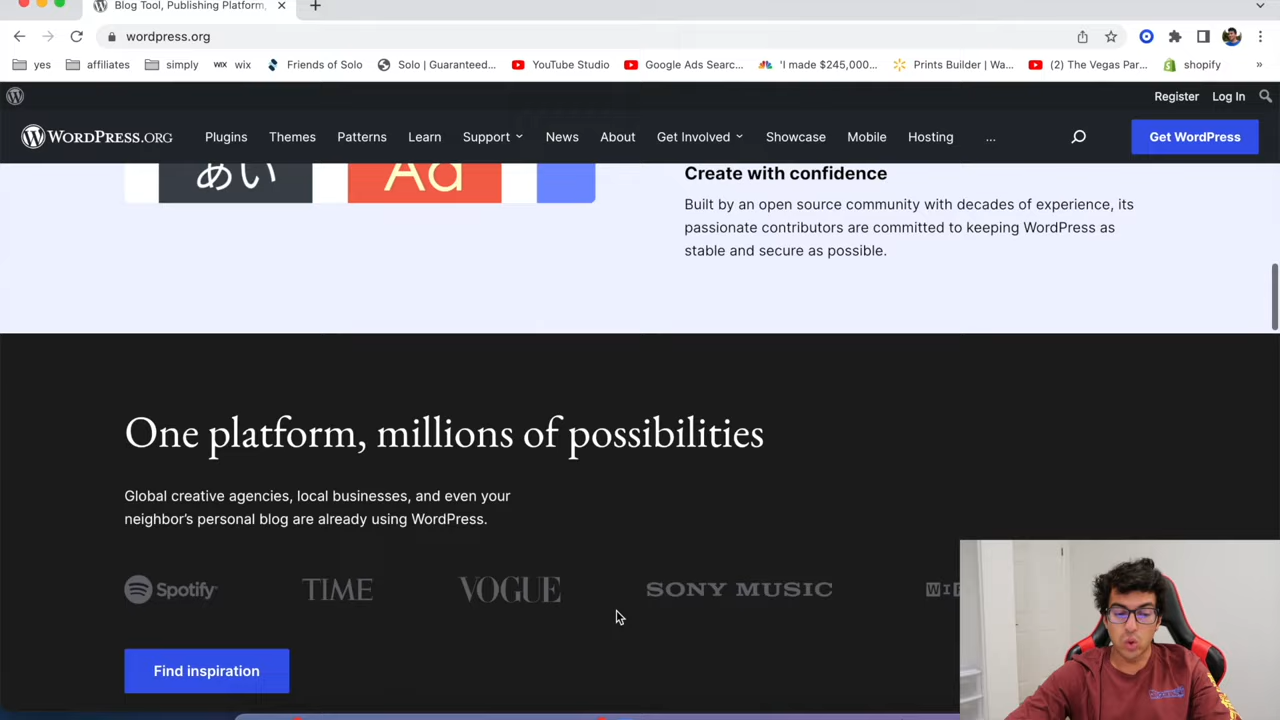 Blog Tool, Publishing Platform,
wordpress.org
yes
affiliates
simply
wix
Friends of Solo
Solo | Guaranteed...
YouTube Studio
Google Ads Searc...
'I made $245,000...
Prints Builder | Wa...
(2) The Vegas Par...
shopify
»
Register
Log In
WORDPRESS.ORG
Plugins
Themes
Patterns
Learn
Support
News
About
Get Involved
Showcase
Mobile
Hosting
...
Get WordPress
あい
Ad
Create with confidence
Built by an open source community with decades of experience, its
passionate contributors are committed to keeping WordPress as
stable and secure as possible.
One platform, millions of possibilities
Global creative agencies, local businesses, and even your
neighbor's personal blog are already using WordPress.
Spotify
TIME
VOGUE
SONY MUSIC
Find inspiration